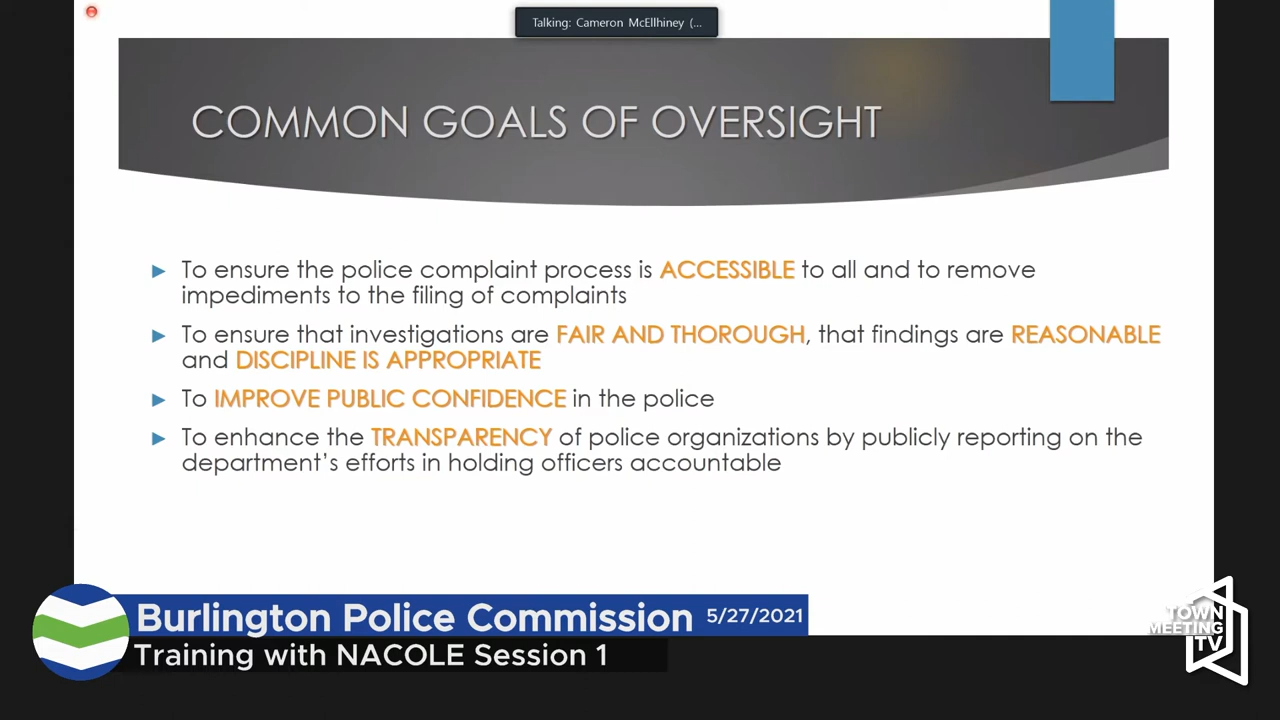 Talking: Cameron McEllhiney (...
COMMON GOALS OF OVERSIGHT
To ensure the police complaint process is ACCESSIBLE to all and to remove
impediments to the filing of complaints
To ensure that investigations are FAIR AND THOROUGH, that findings are REASONABLE
and DISCIPLINE IS APPROPRIATE
To IMPROVE PUBLIC CONFIDENCE in the police
To enhance the TRANSPARENCY of police organizations by publicly reporting on the
department’s efforts in holding officers accountable
Burlington Police Commission 5/27/2021
Training with NACOLE Session 1
TOWN
MEETING
TV